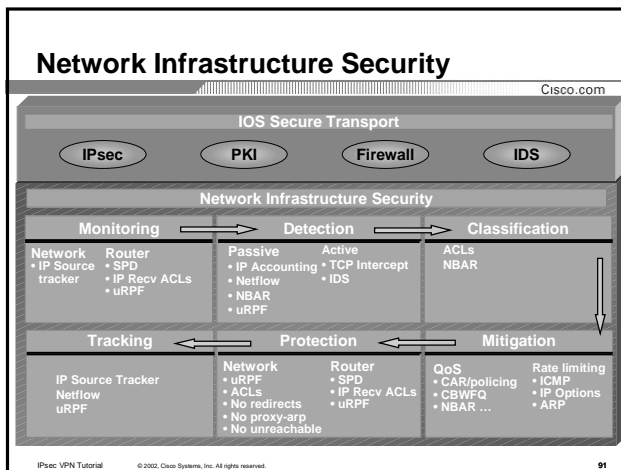 Network Infrastructure Security
Cisco.com
IOS Secure Transport
IPsec
PKI
Firewall
IDS
Network Infrastructure Security
Monitoring
Network
• IP Source
tracker
Router
• SPD
• IP Recv ACLs
• uRPF
Detection
Passive
• IP Accounting
• Netflow
• NBAR
• uRPF
Active
• TCP Intercept
• IDS
Classification
ACLs
NBAR
Tracking
IP Source Tracker
Netflow
uRPF
Protection
Network
• uRPF
• ACLs
• No redirects
• No proxy-arp
• No unreachable
Router
• SPD
• IP Recv ACLs
• uRPF
Mitigation
QoS
• CAR/policing
• CBWFQ
• NBAR ...
Rate limiting
• ICMP
• IP Options
• ARP
IPsec VPN Tutorial
© 2002, Cisco Systems, Inc. All rights reserved.
91